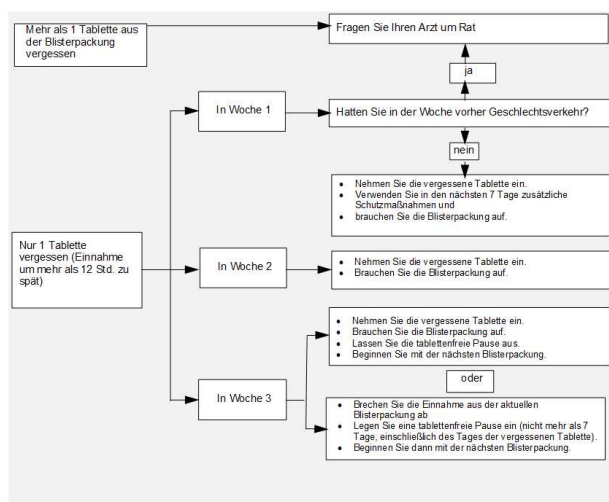 Mehr als 1 Tablette aus
der Blisterpackung
vergessen
Fragen Sie Ihren Arzt um Rat
ja
In Woche 1
Hatten Sie in der Woche vorher Geschlechtsverkehr?
nein
• Nehmen Sie die vergessene Tablette ein.
• Verwenden Sie in den nächsten 7 Tage zusätzliche
Schutzmaßnahmen und
• brauchen Sie die Blisterpackung auf.
Nur 1 Tablette
vergessen (Einnahme
um mehr als 12 Std. zu
spät)
In Woche 2
• Nehmen Sie die vergessene Tablette ein.
• Brauchen Sie die Blisterpackung auf.
In Woche 3
• Nehmen Sie die vergessene Tablette ein.
• Brauchen Sie die Blisterpackung auf.
• Lassen Sie die tablettenfreie Pause aus.
• Beginnen Sie mit der nächsten Blisterpackung.
oder
• Brechen Sie die Einnahme aus der aktuellen
Blisterpackung ab
• Legen Sie eine tablettenfreie Pause ein (nicht mehr als 7
Tage, einschließlich des Tages der vergessenen Tablette).
• Beginnen Sie dann mit der nächsten Blisterpackung.